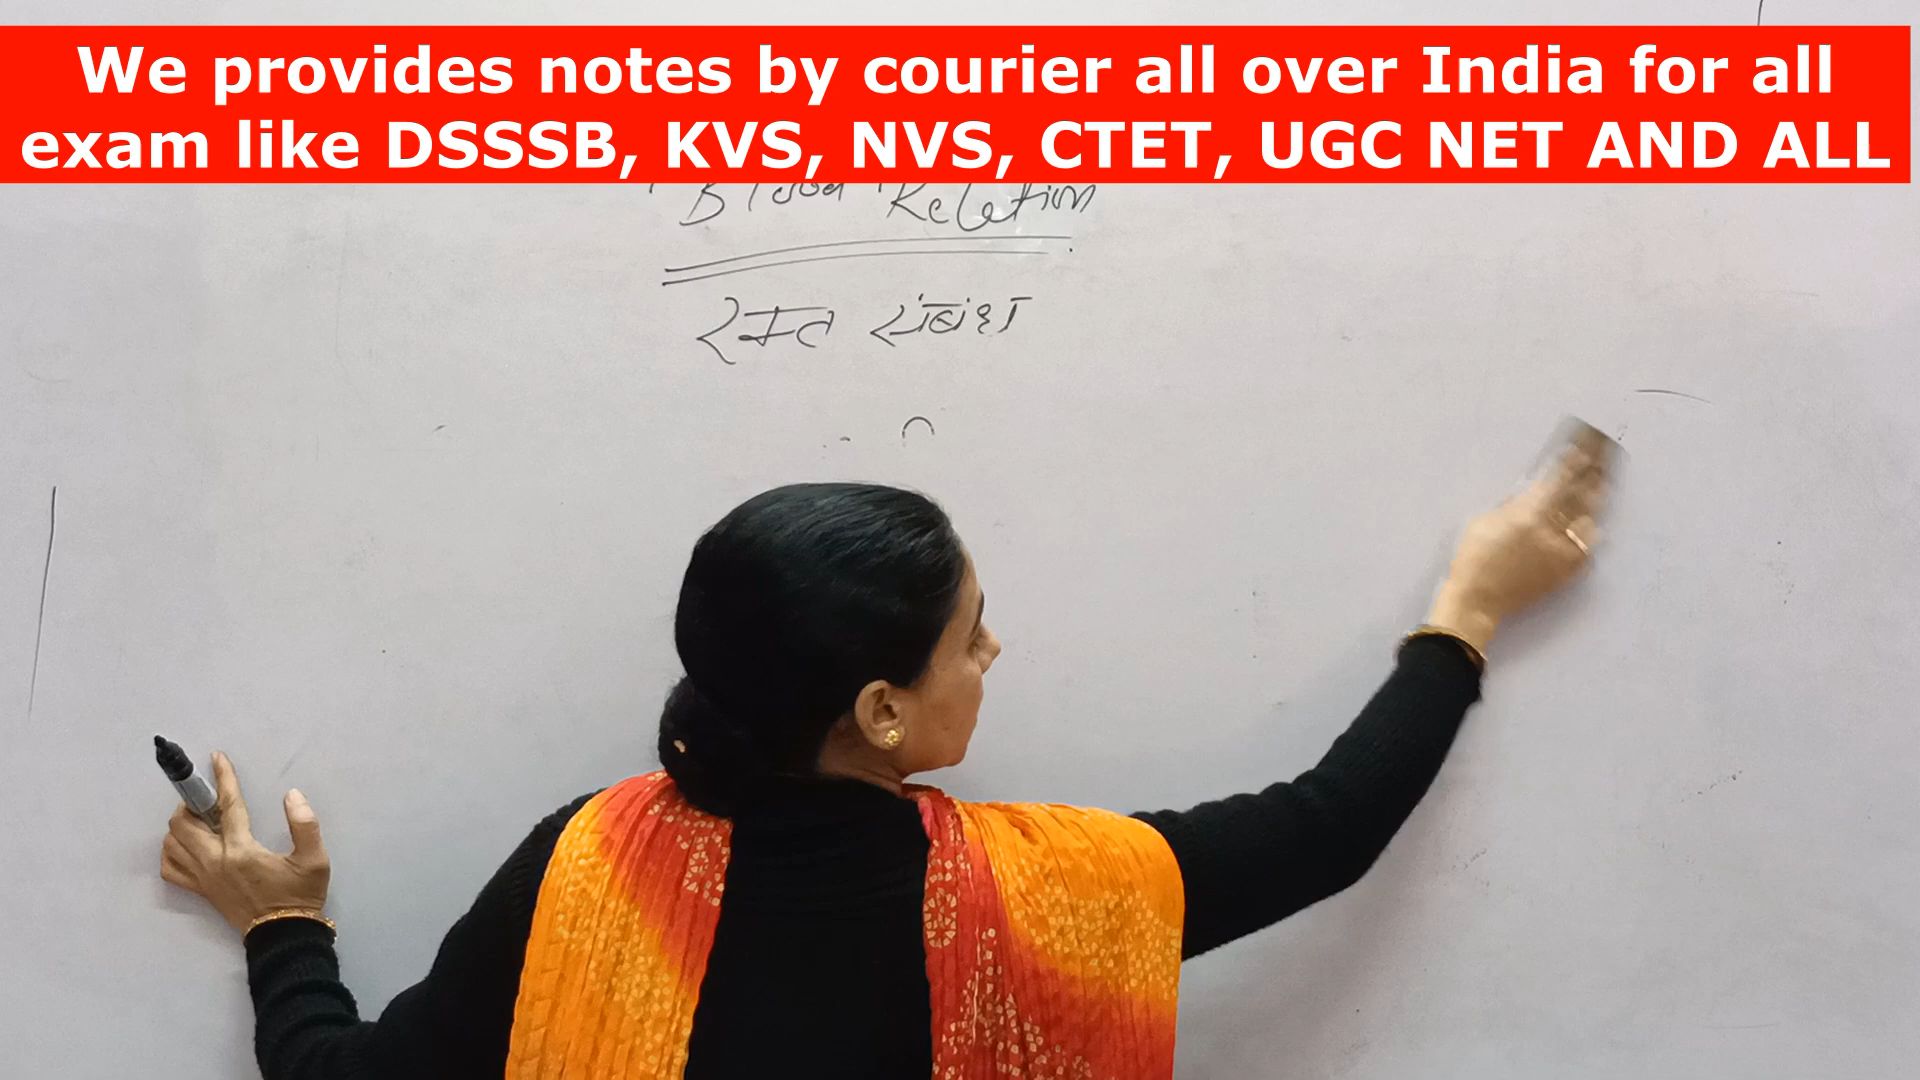 We provides notes by courier all over India for all
exam like DSSSB, KVS, NVS, CTET, UGC NET AND ALL
Blood Relation
रक्त संबंध